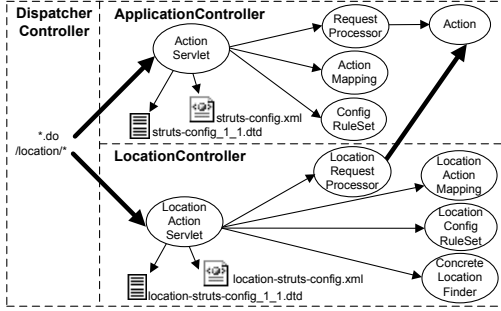 Dispatcher
Controller
*.do
/location/*
ApplicationController
Action
Servlet
Request
Processor
Action
Action
Mapping
Config
RuleSet
struts-config.xml
struts-config_1_1.dtd
LocationController
Location
Action
Servlet
Location
Request
Processor
Location
Action
Mapping
Location
Config
RuleSet
Concrete
Location
Finder
location-struts-config.xml
location-struts-config_1_1.dtd